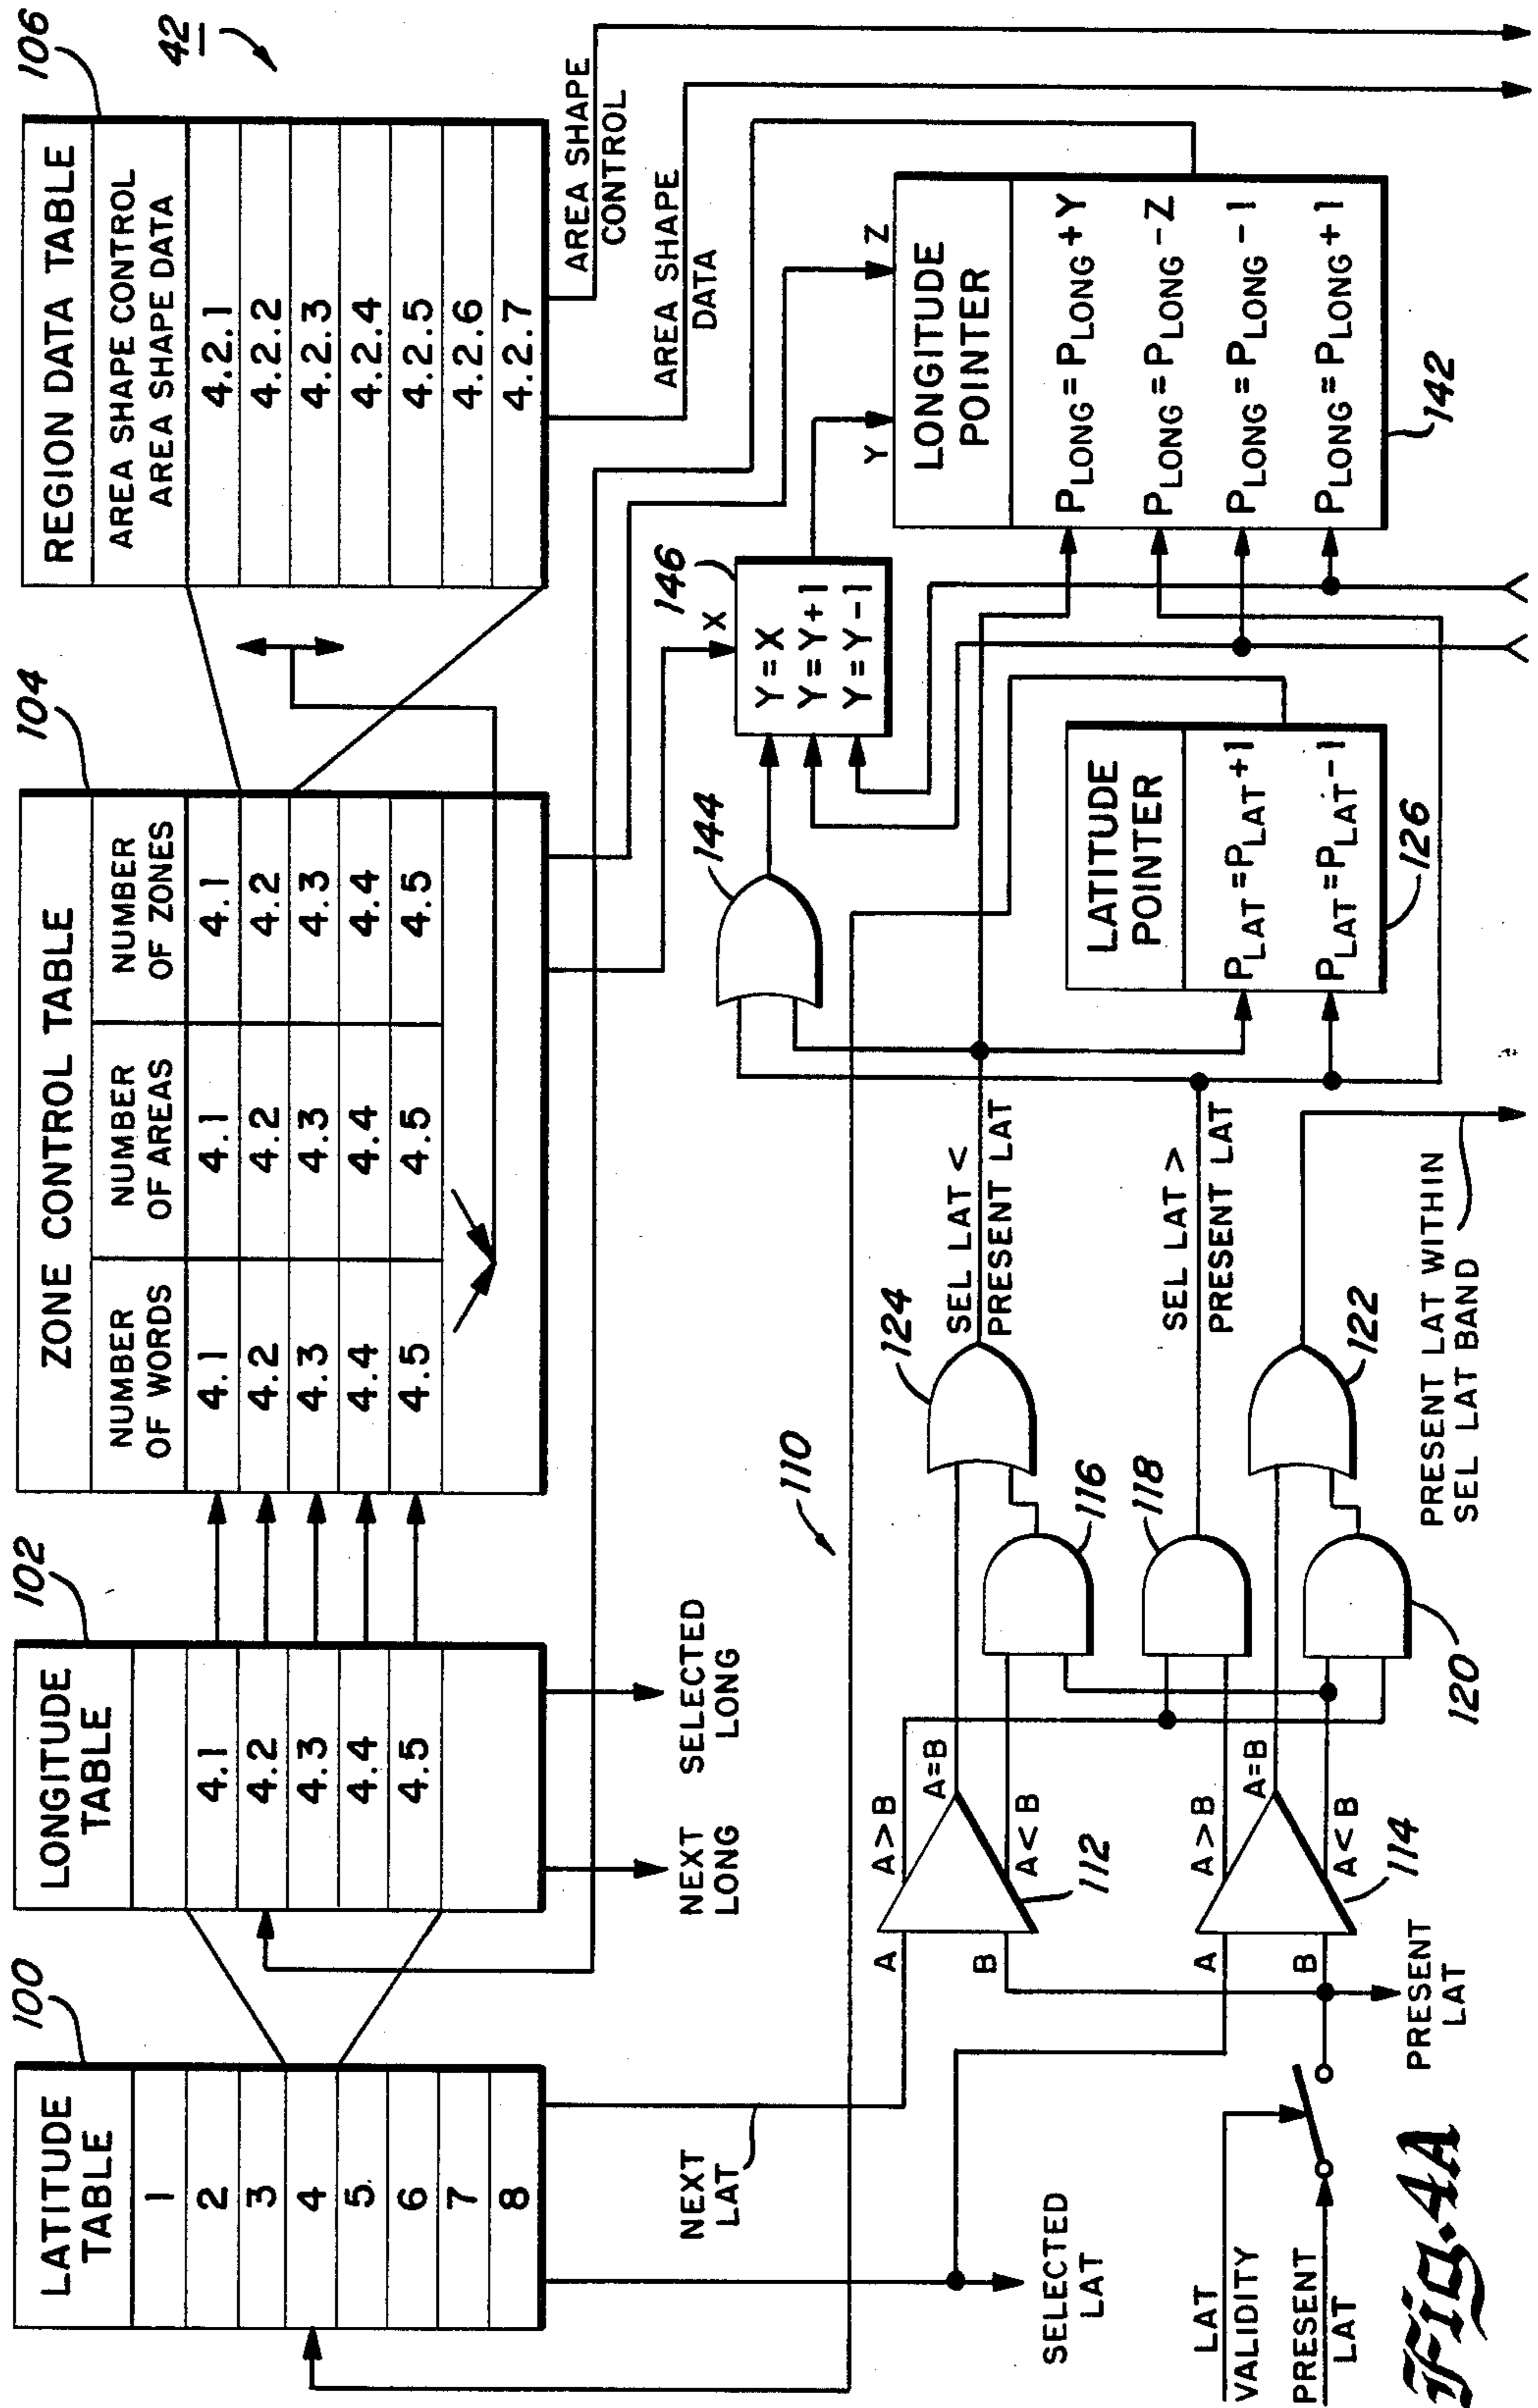 100
LATITUDE
TABLE
1
2
3
4
5
6
7
8
102
LONGITUDE
TABLE
4.1
4.2
4.3
4.4
4.5
104
ZONE CONTROL TABLE
NUMBER
OF WORDS
NUMBER
OF AREAS
NUMBER
OF ZONES
4.1 4.1 4.1
4.2 4.2 4.2
4.3 4.3 4.3
4.4 4.4 4.4
4.5 4.5 4.5
106
REGION DATA TABLE
AREA SHAPE CONTROL
AREA SHAPE DATA
4.2.1
4.2.2
4.2.3
4.2.4
4.2.5
4.2.6
4.2.7
42
NEXT
LAT
SELECTED
LAT
NEXT
LONG
SELECTED
LONG
AREA SHAPE
CONTROL
AREA SHAPE
DATA
110
144
146
X
Y=X
Y=Y+1
Y=Y-1
Y
Z
LONGITUDE
POINTER
PLONG=PLONG+Y
PLONG=PLONG-Z
PLONG=PLONG-1
PLONG=PLONG+1
142
LATITUDE
POINTER
PLAT=PLAT+1
PLAT=PLAT-1
126
A
B
A>B
A=B
A<B
112
A
B
A>B
A=B
A<B
114
116
118
120
124
122
SEL LAT <
PRESENT LAT
SEL LAT >
PRESENT LAT
PRESENT LAT WITHIN
SEL LAT BAND
LAT
VALIDITY
PRESENT
LAT
PRESENT
LAT
FIG. 4A